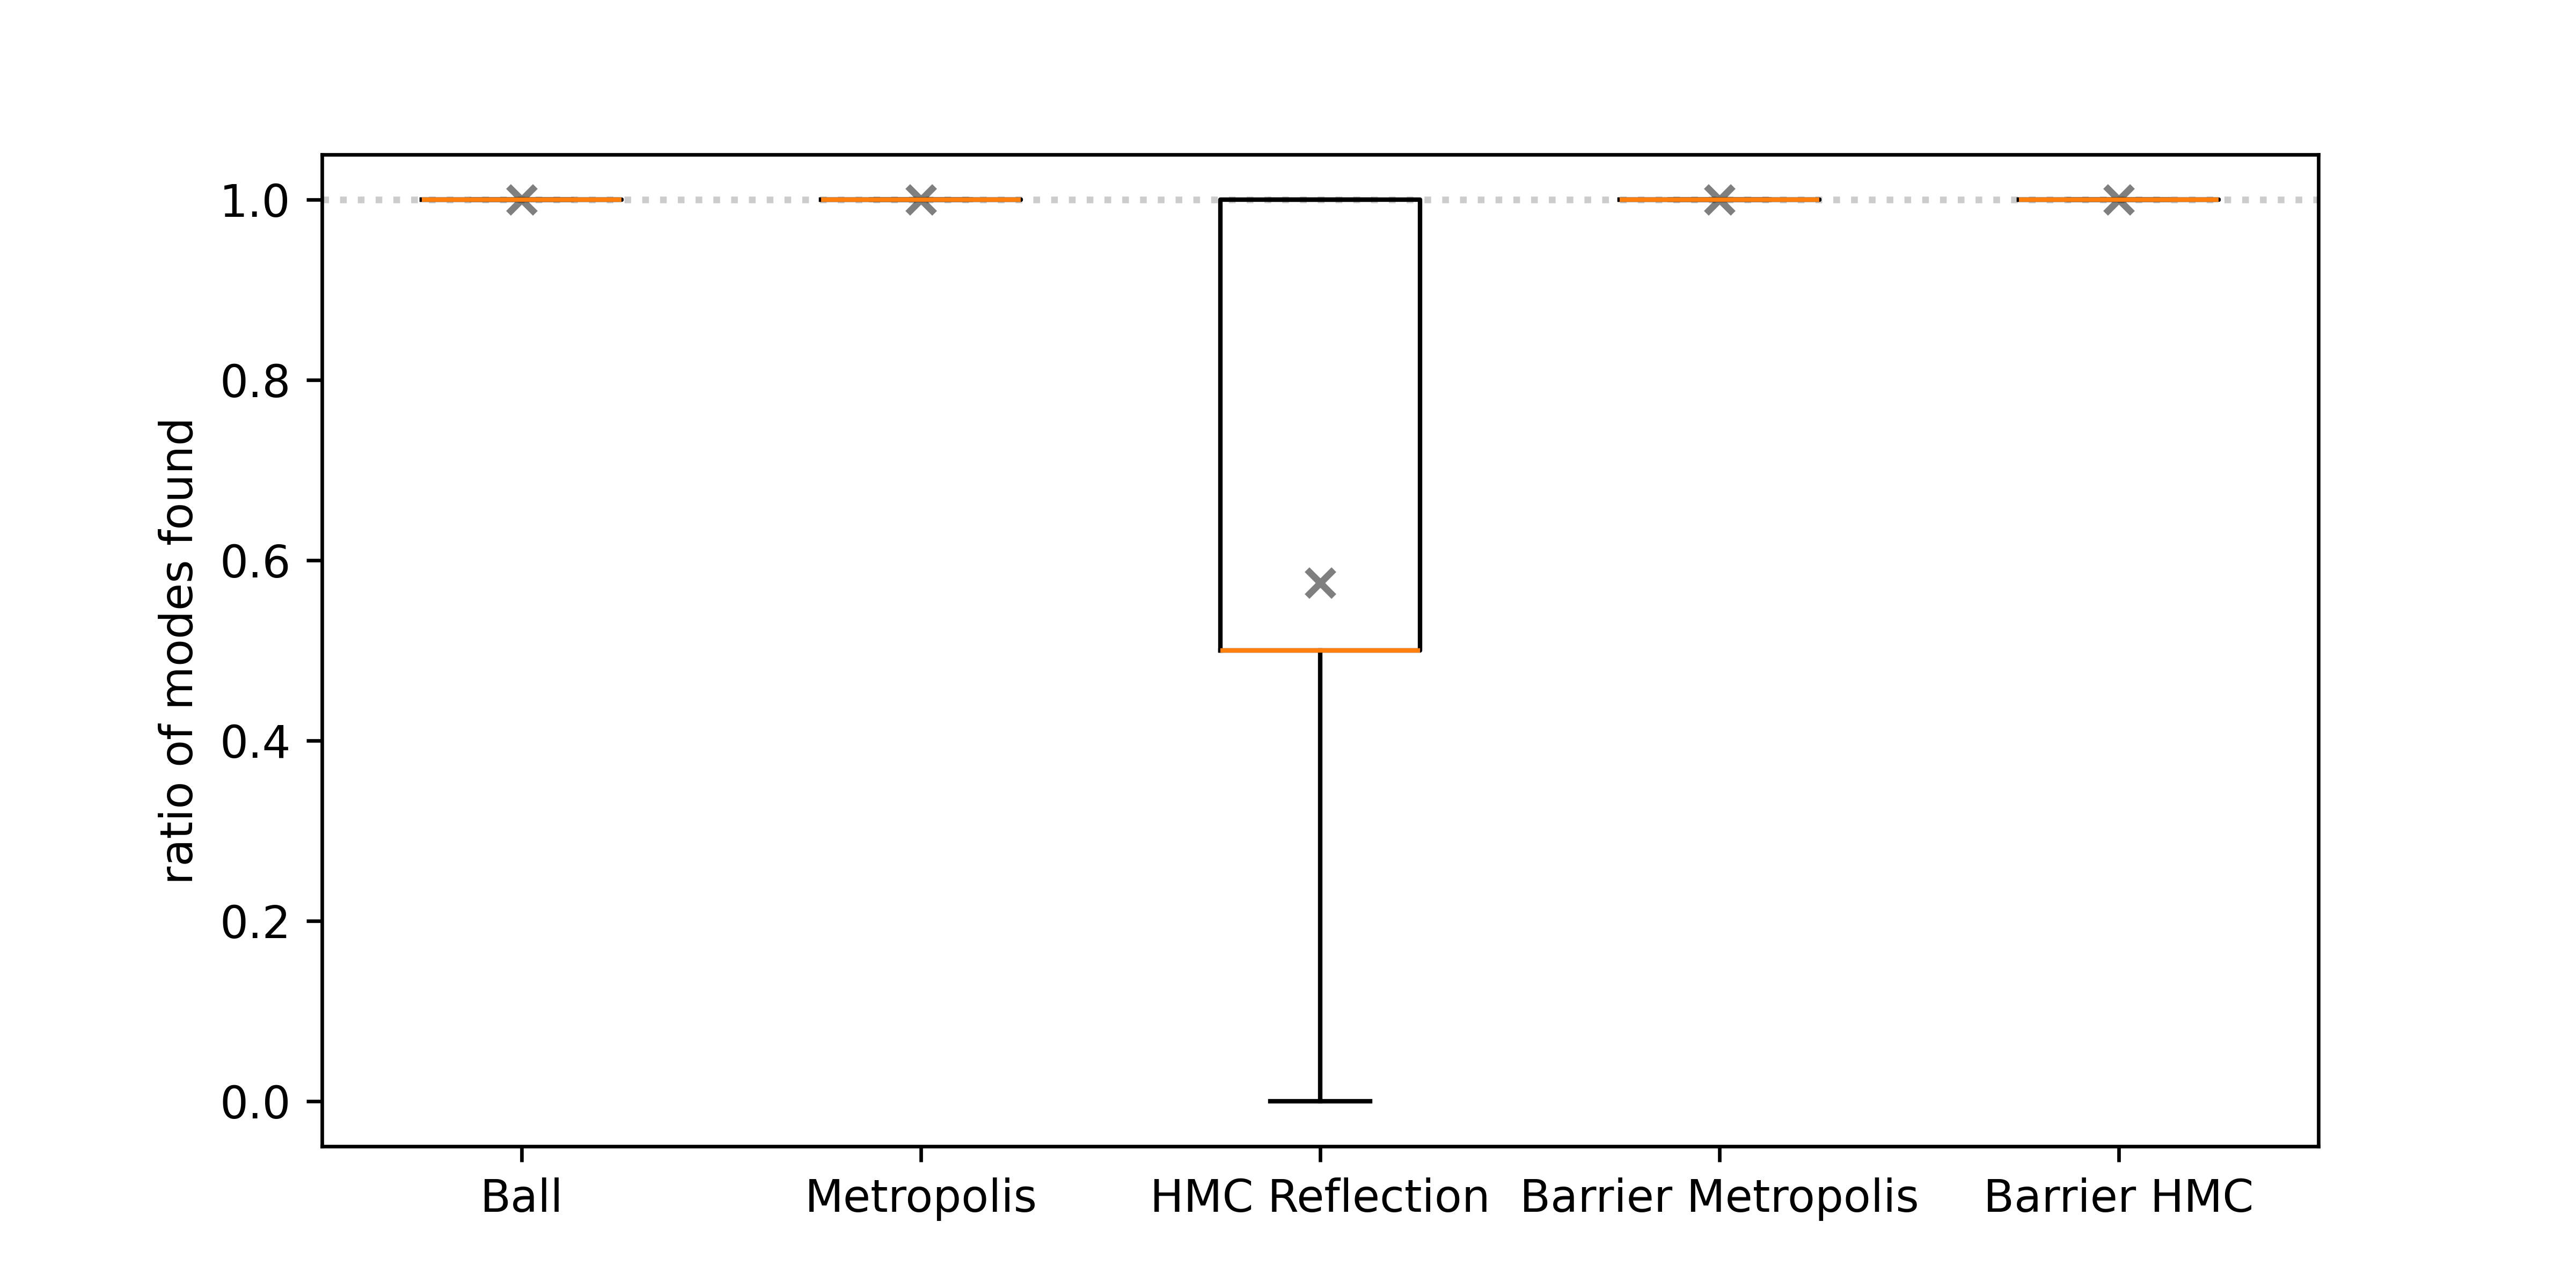 1.0
0.8
0.6
0.4
0.2
0.0
ratio of modes found
Ball
Metropolis
HMC Reflection
Barrier Metropolis
Barrier HMC